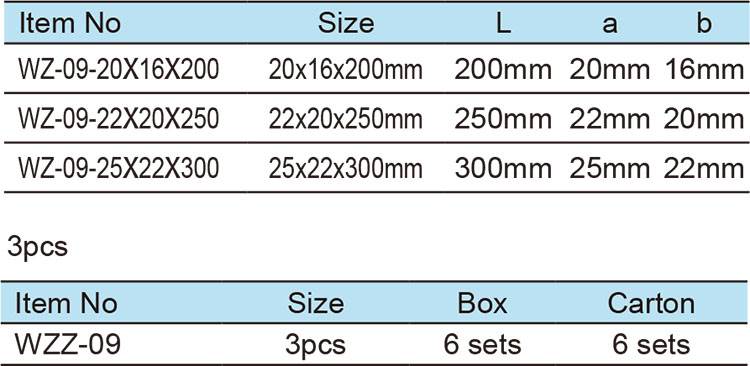 Item No Size L a b
WZ-09-20X16X200 20x16x200mm 200mm 20mm 16mm
WZ-09-22X20X250 22x20x250mm 250mm 22mm 20mm
WZ-09-25X22X300 25x22x300mm 300mm 25mm 22mm
3pcs
Item No Size Box Carton
WZZ-09 3pcs 6 sets 6 sets